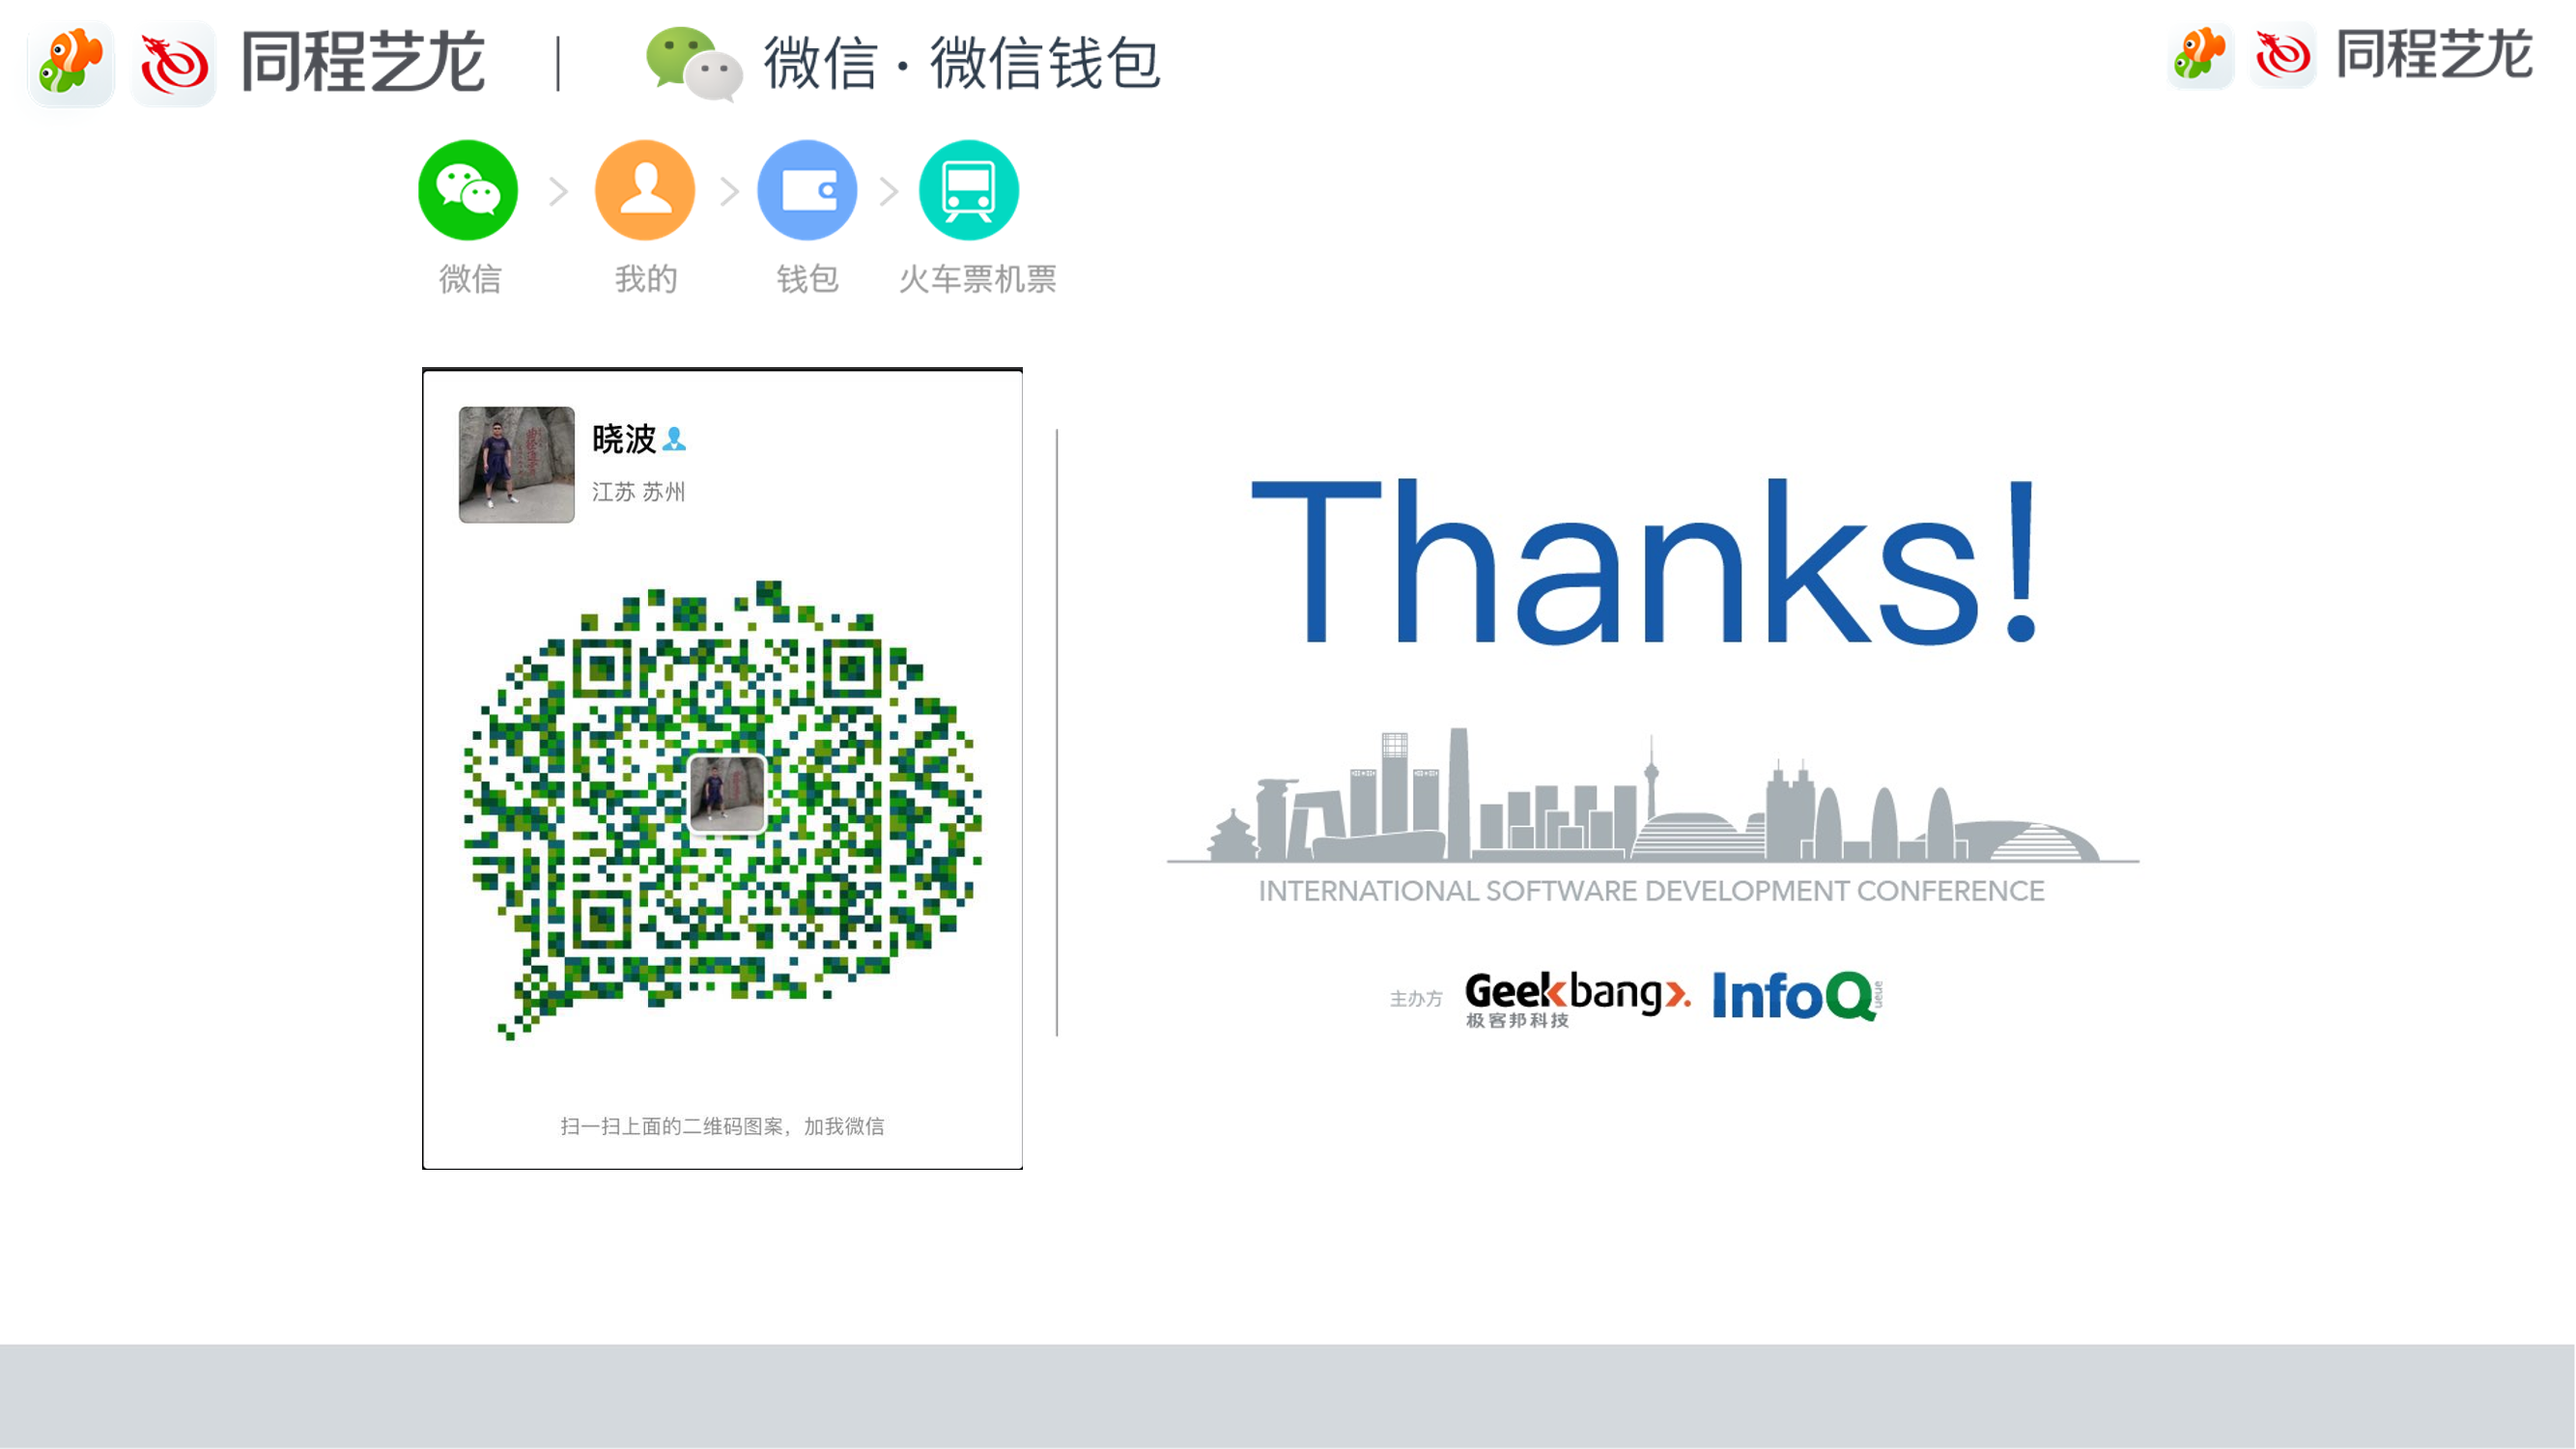 同程艺龙
微信·微信钱包
同程艺龙
微信
我的
钱包
火车票机票
晓波
江苏 苏州
扫一扫上面的二维码图案，加我微信
Thanks!
INTERNATIONAL SOFTWARE DEVELOPMENT CONFERENCE
主办方
Geekbang>.
极客邦科技
InfoQueue